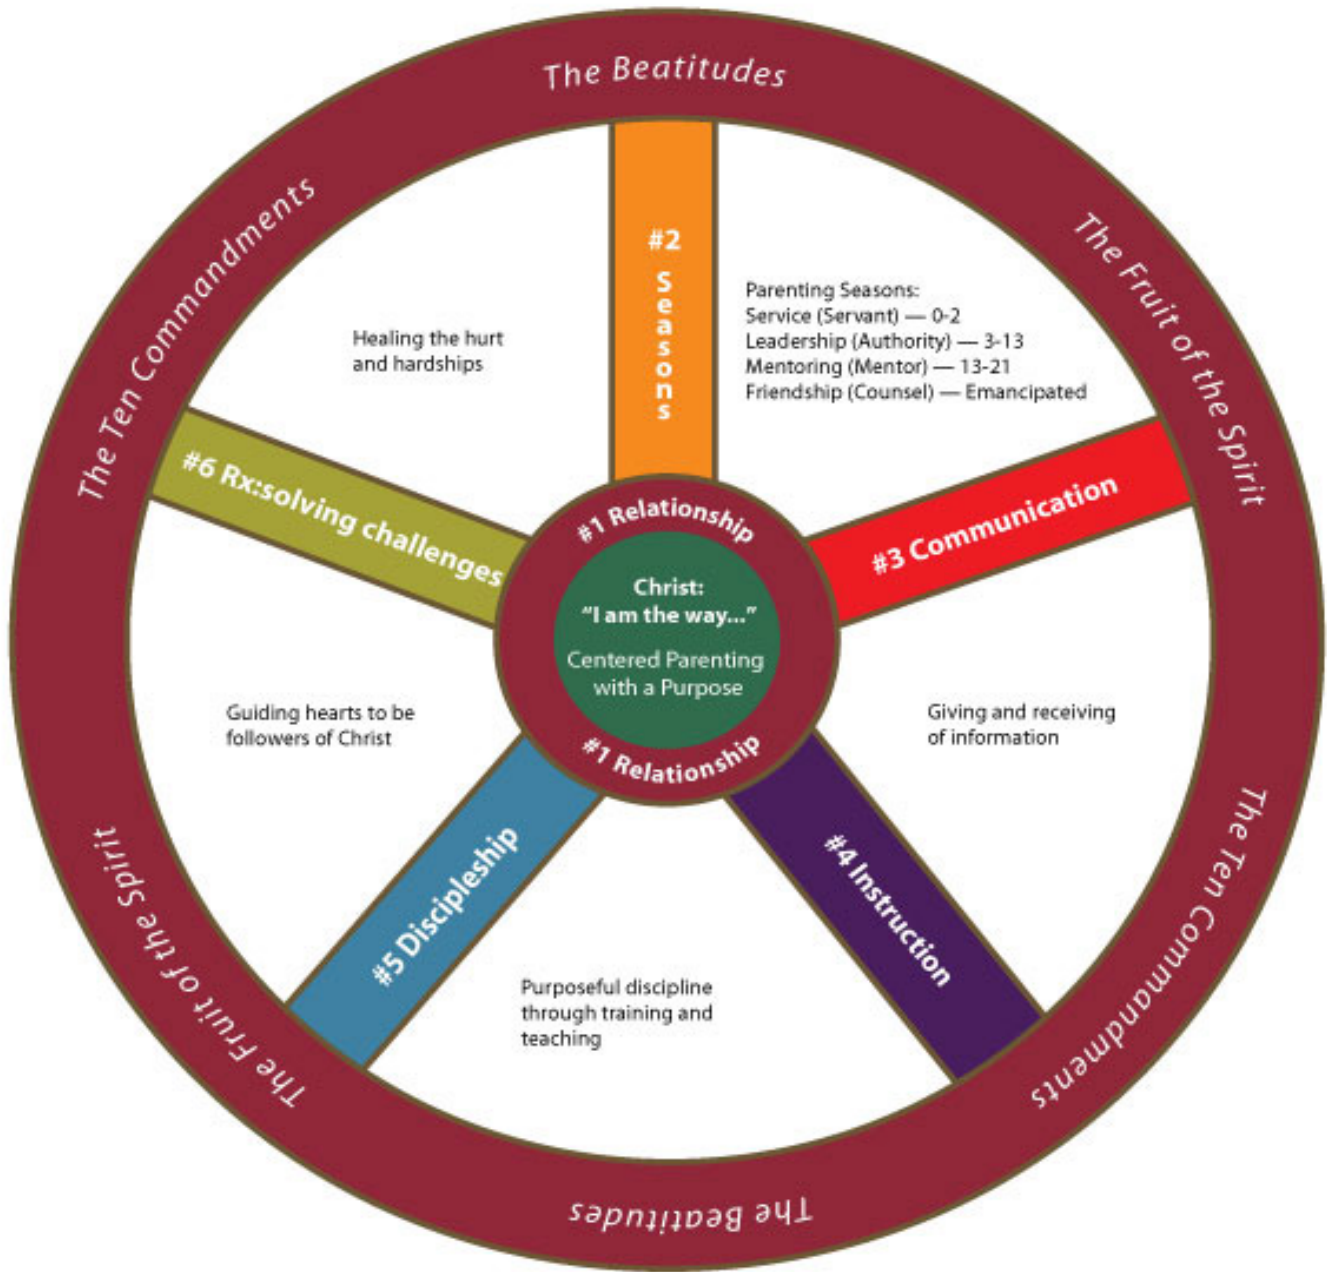 The Beatitudes
The Fruit of the Spirit
The Ten Commandments
The Beatitudes
The Fruit of the Spirit
The Ten Commandments
#1 Relationship
Christ:
“I am the way...”
Centered Parenting
with a Purpose
#1 Relationship
#2
Seasons
Parenting Seasons:
Service (Servant) — 0-2
Leadership (Authority) — 3-13
Mentoring (Mentor) — 13-21
Friendship (Counsel) — Emancipated
#3 Communication
Giving and receiving
of information
#4 Instruction
Purposeful discipline
through training and
teaching
#5 Discipleship
Guiding hearts to be
followers of Christ
#6 Rx:solving challenges
Healing the hurt
and hardships